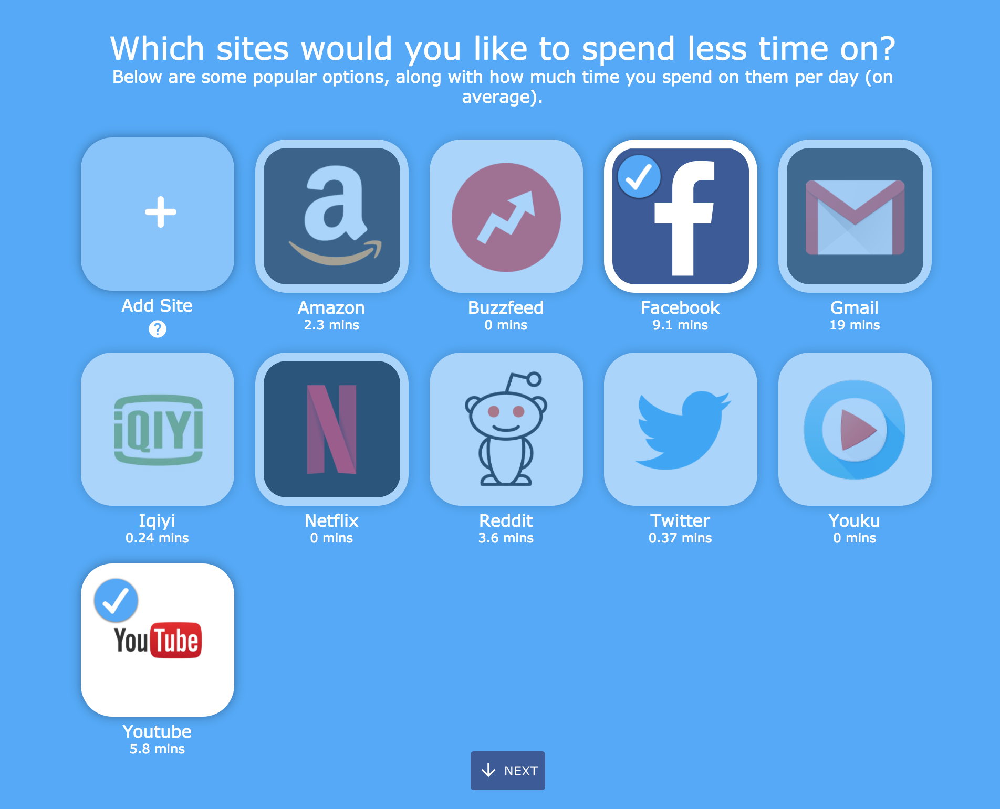 Which sites would you like to spend less time on?
Below are some popular options, along with how much time you spend on them per day (on
average).
Add Site
?
a
Amazon
2.3 mins
Buzzfeed
0 mins
f
Facebook
9.1 mins
M
Gmail
19 mins
iQIYI
Iqiyi
0.24 mins
N
Netflix
0 mins
Reddit
3.6 mins
Twitter
0.37 mins
Youku
0 mins
YouTube
Youtube
5.8 mins
NEXT